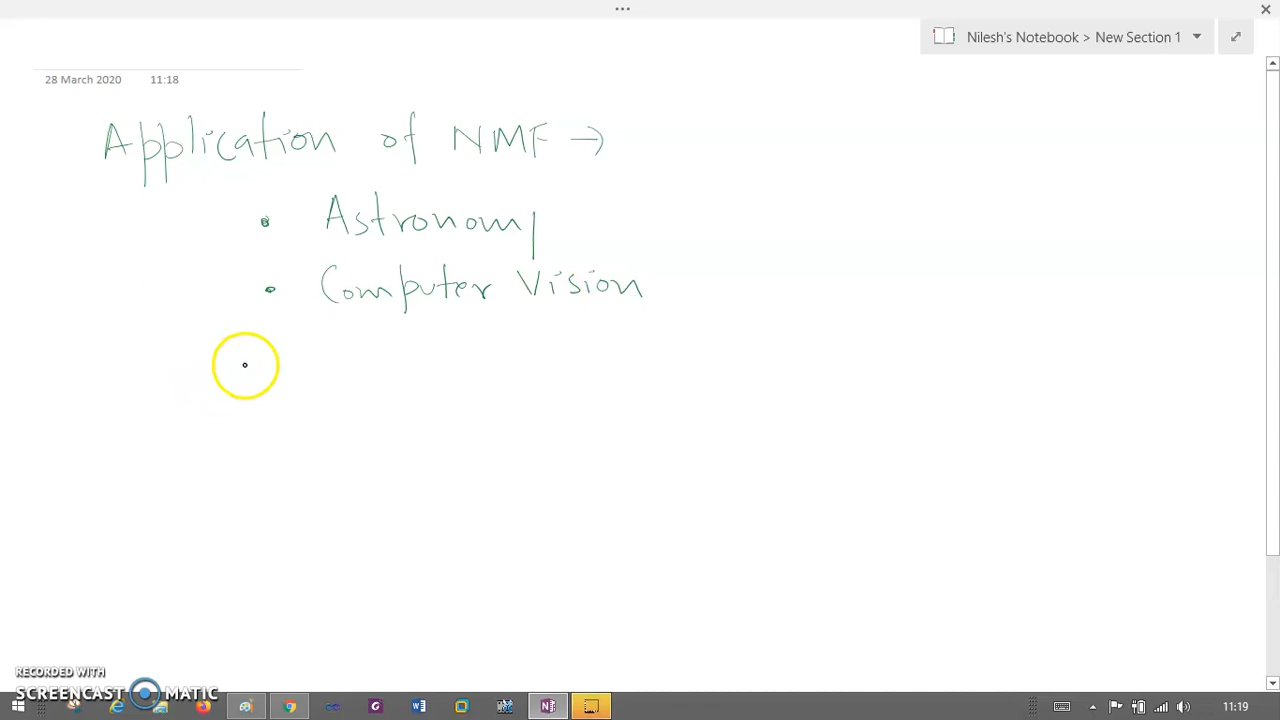 Nilesh's Notebook > New Section 1
28 March 2020 11:18
Application of NMF →
• Astronomy
• Computer Vision
RECORDED WITH
SCREENCAST MATIC
11:19